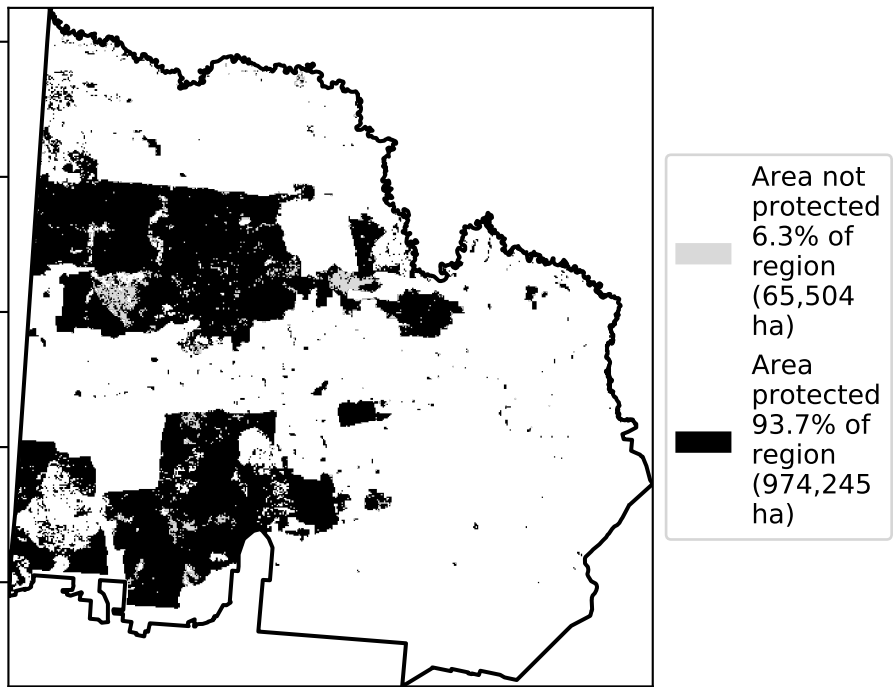 Area not
protected
6.3% of
region
(65,504
ha)
Area
protected
93.7% of
region
(974,245
ha)